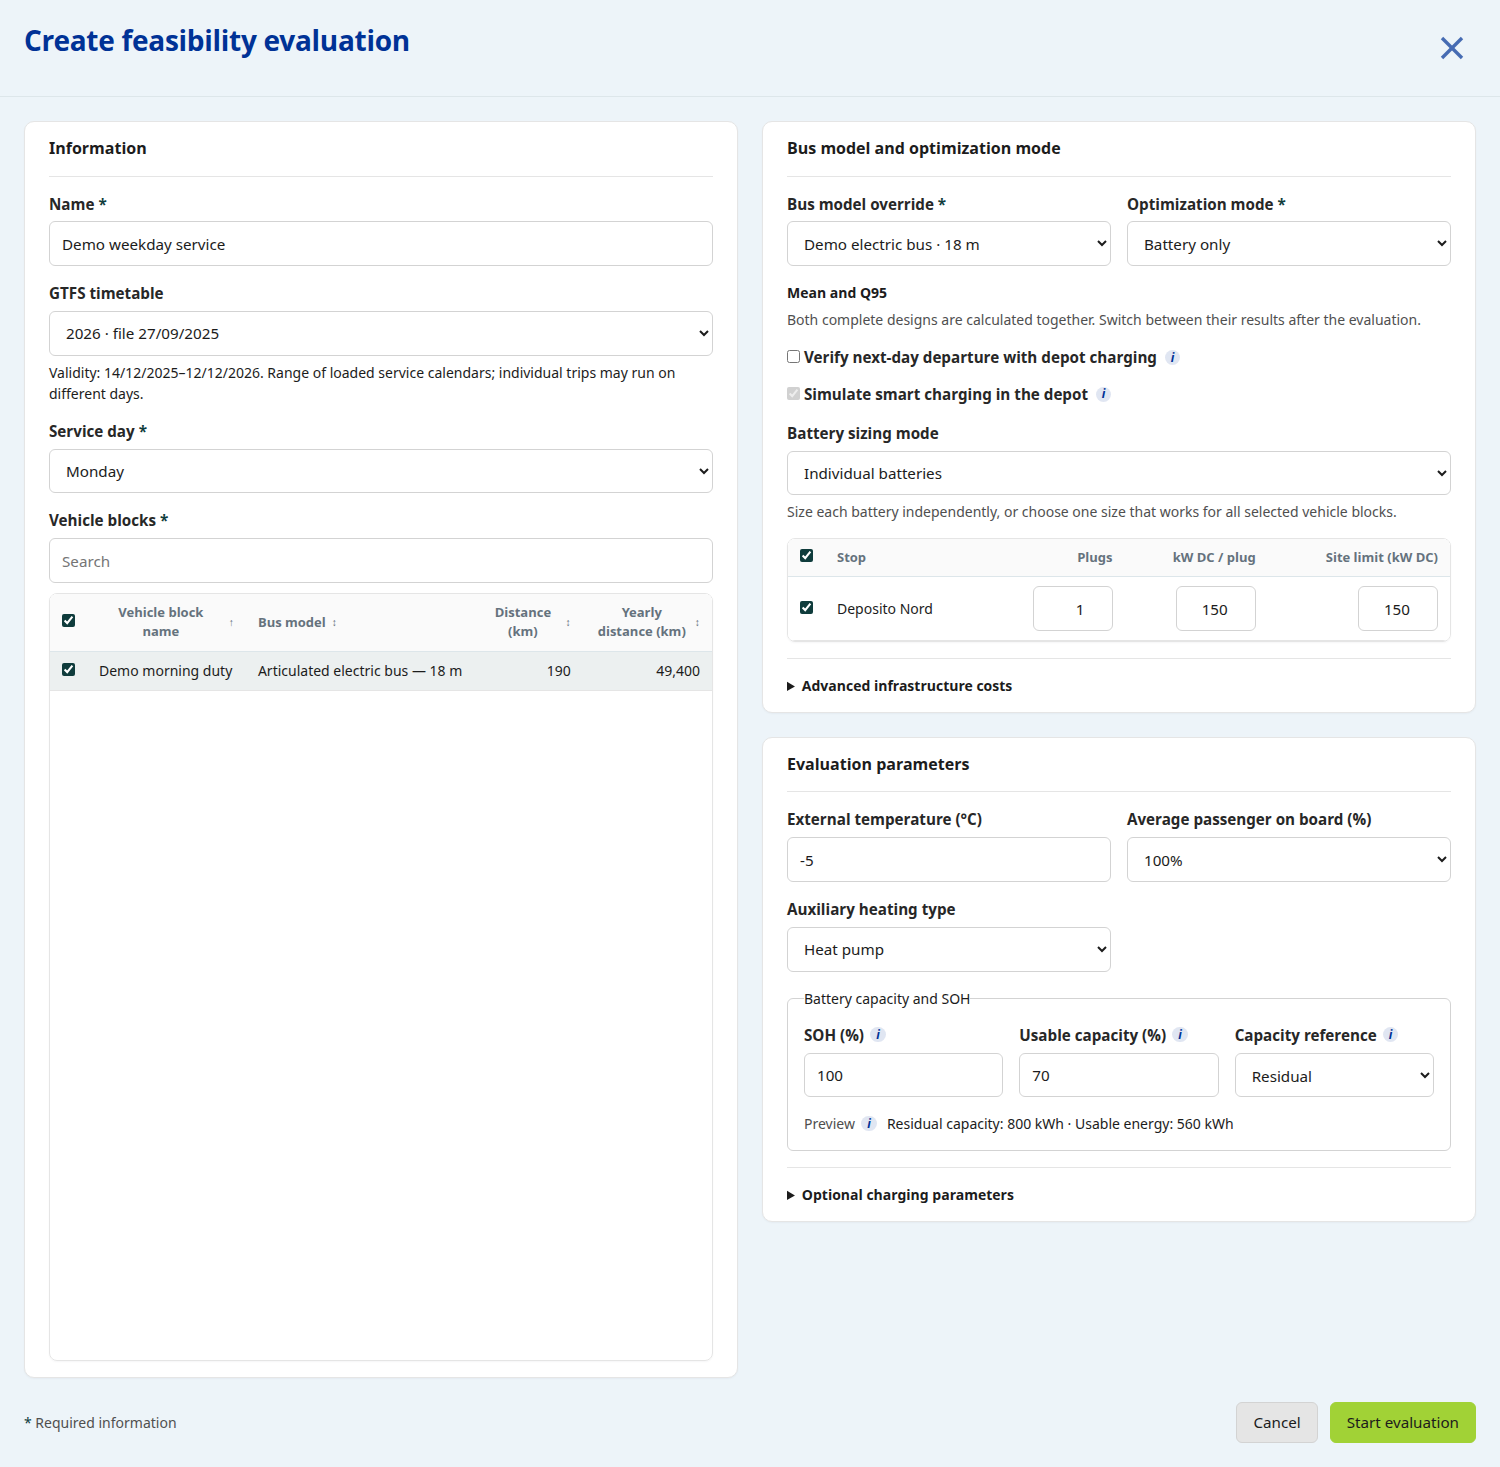 Create feasibility evaluation
Information
Name *
Demo weekday service
GTFS timetable
2026 · file 27/09/2025
Validity: 14/12/2025–12/12/2026. Range of loaded service calendars; individual trips may run on
different days.
Service day *
Monday
Vehicle blocks *
Search
Vehicle block name ↑ Bus model ↕ Distance (km) ↕ Yearly distance (km) ↕
Demo morning duty Articulated electric bus — 18 m 190 49,400
Bus model and optimization mode
Bus model override * Optimization mode *
Demo electric bus · 18 m Battery only
Mean and Q95
Both complete designs are calculated together. Switch between their results after the evaluation.
Verify next-day departure with depot charging i
Simulate smart charging in the depot i
Battery sizing mode
Individual batteries
Size each battery independently, or choose one size that works for all selected vehicle blocks.
Stop Plugs kW DC / plug Site limit (kW DC)
Deposito Nord 1 150 150
Advanced infrastructure costs
Evaluation parameters
External temperature (°C) Average passenger on board (%)
-5 100%
Auxiliary heating type
Heat pump
Battery capacity and SOH
SOH (%) i Usable capacity (%) i Capacity reference i
100 70 Residual
Preview i Residual capacity: 800 kWh · Usable energy: 560 kWh
Optional charging parameters
* Required information
Cancel Start evaluation